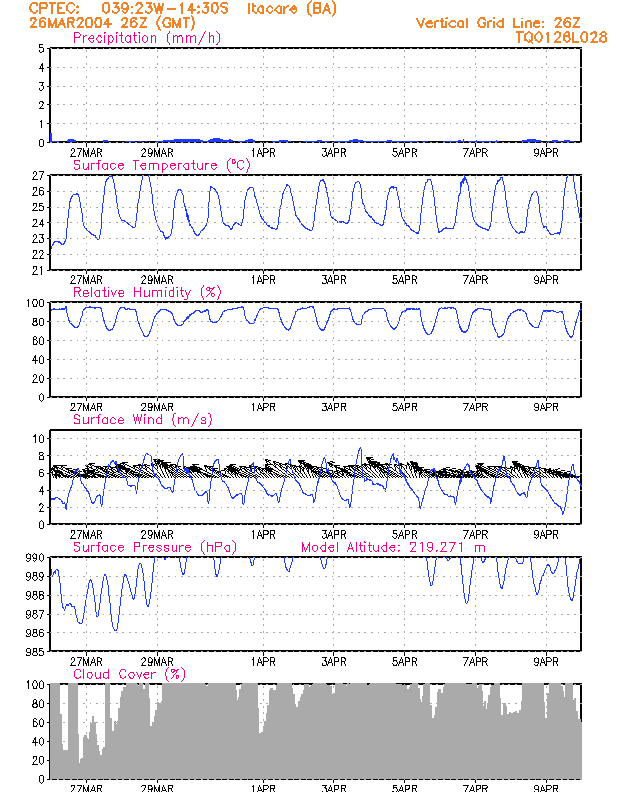 CPTEC: 039:23W-14:30S Itacare (BA)
26MAR2004 26Z (GMT) Vertical Grid Line: 26Z
Precipitation (mm/h) TQ0126L028
5
4
3
2
1
0
27MAR 29MAR 1APR 3APR 5APR 7APR 9APR
Surface Temperature (ºC)
27
26
25
24
23
22
21
27MAR 29MAR 1APR 3APR 5APR 7APR 9APR
Relative Humidity (%)
100
80
60
40
20
0
27MAR 29MAR 1APR 3APR 5APR 7APR 9APR
Surface Wind (m/s)
10
8
6
4
2
0
27MAR 29MAR 1APR 3APR 5APR 7APR 9APR
Surface Pressure (hPa) Model Altitude: 219.271 m
990
989
988
987
986
985
27MAR 29MAR 1APR 3APR 5APR 7APR 9APR
Cloud Cover (%)
100
80
60
40
20
0
27MAR 29MAR 1APR 3APR 5APR 7APR 9APR